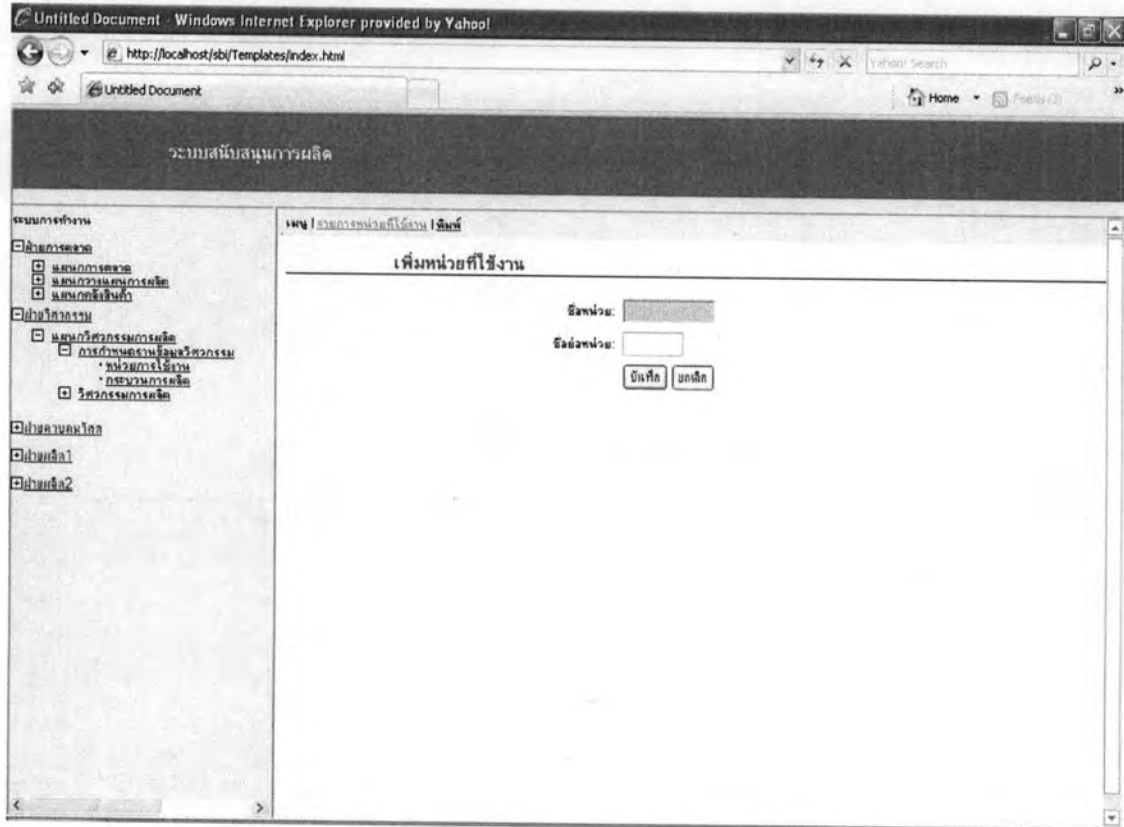 Untitled Document - Windows Internet Explorer provided by Yahoo!
http://localhost/sbi/Templates/index.html
Yahoo! Search
Untitled Document
Home
Feeds (3)
ระบบสนับสนุนการผลิต
ระบบการทำงาน
ฝ่ายการตลาด
แผนกการตลาด
แผนกวางแผนการผลิต
แผนกคลังสินค้า
ฝ่ายวิศวกรรม
แผนกวิศวกรรมการผลิต
การกำหนดฐานข้อมูลวิศวกรรม
หน่วยการใช้งาน
กระบวนการผลิต
วิศวกรรมการผลิต
ฝ่ายผลิต1
ฝ่ายผลิต2
เมนู | รายการหน่วยที่ใช้งาน | พิมพ์
เพิ่มหน่วยที่ใช้งาน
ชื่อหน่วย:
ชื่อย่อหน่วย:
บันทึก ยกเลิก